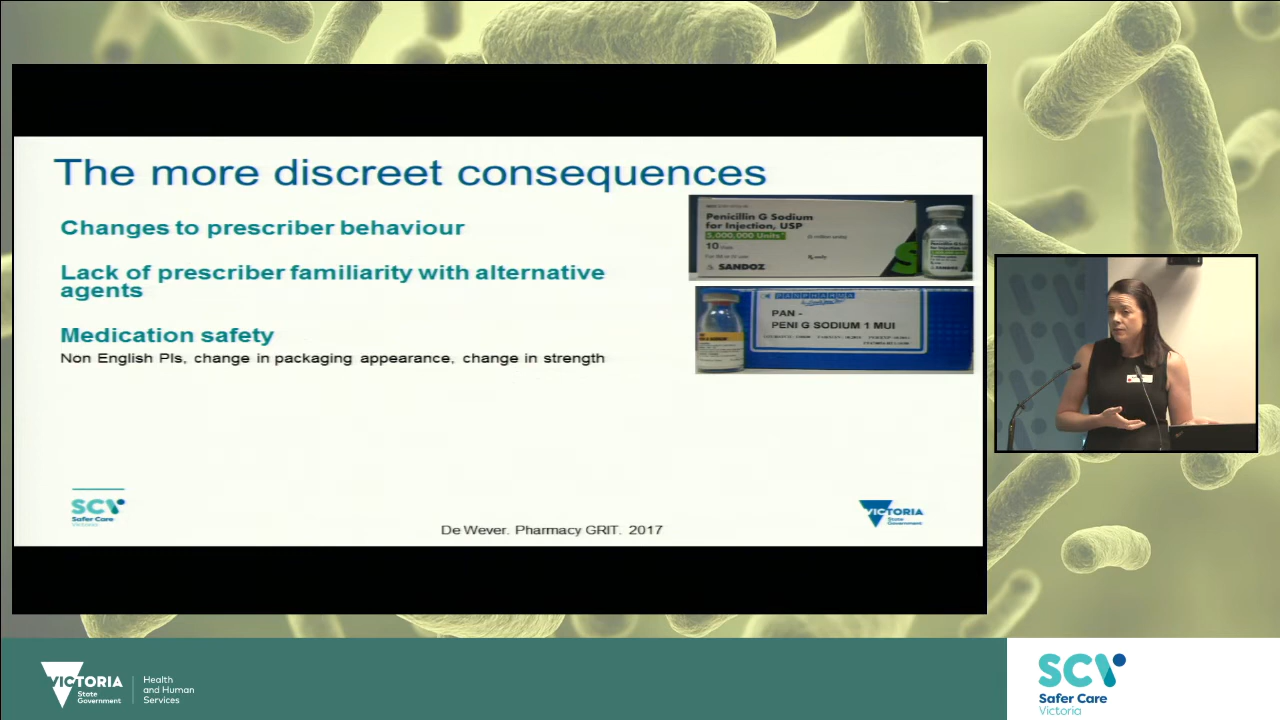 The more discreet consequences
Changes to prescriber behaviour
Lack of prescriber familiarity with alternative
agents
Medication safety
Non English PIs, change in packaging appearance, change in strength
Penicillin G Sodium
for Injection, USP
5,000,000 Units
10
SANDOZ
PANPHARMA
PAN -
PENI G SODIUM 1 MUI
SCV
Safer Care
Victoria
De Wever. Pharmacy GRIT. 2017
VICTORIA
State
Government
VICTORIA
State
Government
Health
and Human
Services
SCV
Safer Care
Victoria